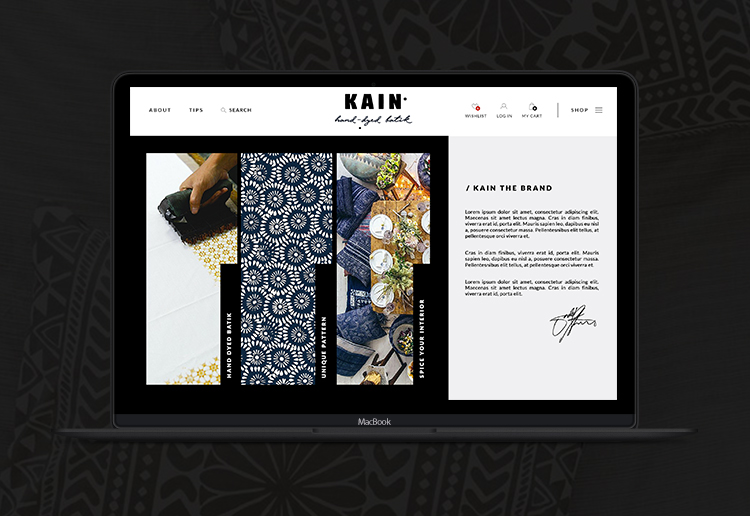 ABOUT
TIPS
SEARCH
KAIN
hand-dyed batik
WISHLIST
LOG IN
MY CART
SHOP
HAND DYED BATIK
UNIQUE PATTERN
SPICE YOUR INTERIOR
/ KAIN THE BRAND
Lorem ipsum dolor sit amet, consectetur adipiscing elit.
Maecenas sit amet lectus magna. Cras in diam finibus,
viverra erat id, porta elit. Mauris sapien leo, dapibus eu nisl
a, posuere consectetur massa. Pellentesque elit tellus, at
pellentesque orci viverra et.
Cras in diam finibus, viverra erat id, porta elit. Mauris
sapien leo, dapibus eu nisl a, posuere consectetur massa.
Pellentesque elit tellus, at pellentesque orci viverra et.
Lorem ipsum dolor sit amet, consectetur adipiscing elit.
Maecenas sit amet lectus magna. Cras in diam finibus,
viverra erat id, porta elit.
MacBook